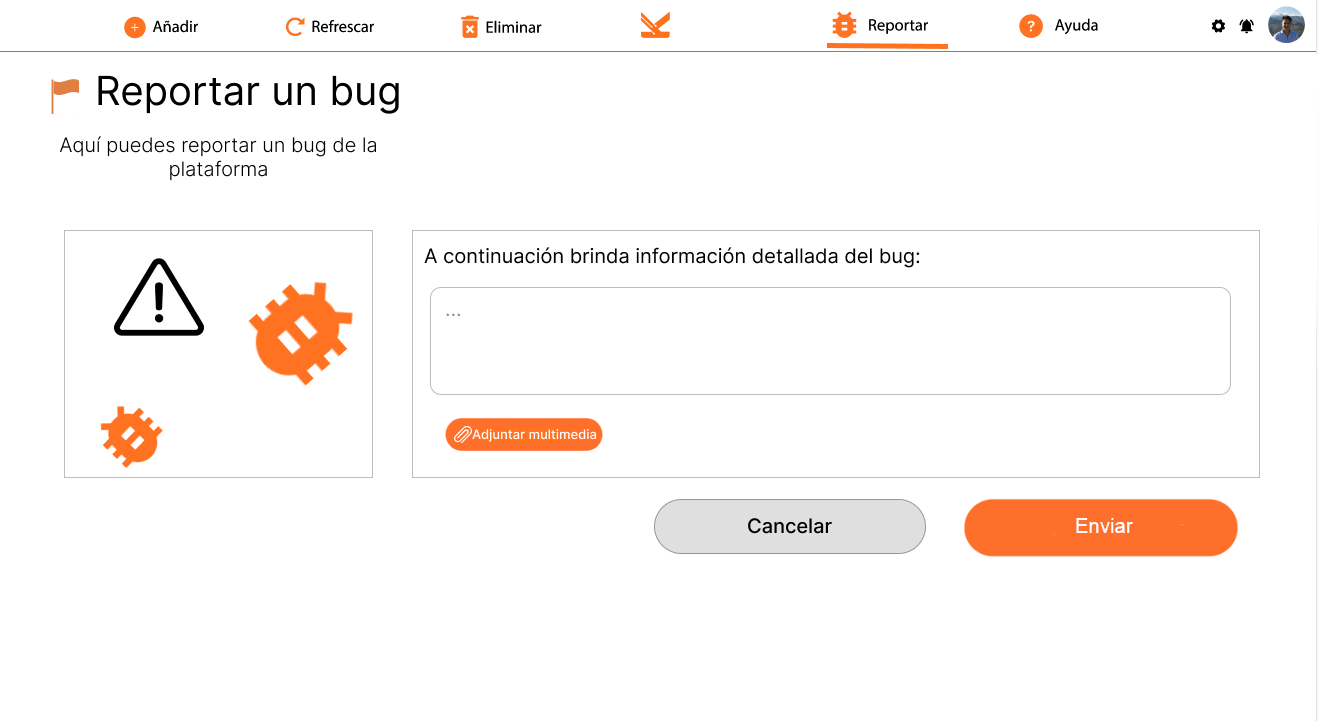 Añadir
Refrescar
Eliminar
Reportar
Ayuda
Reportar un bug
Aquí puedes reportar un bug de la
plataforma
A continuación brinda información detallada del bug:
...
Adjuntar multimedia
Cancelar
Enviar